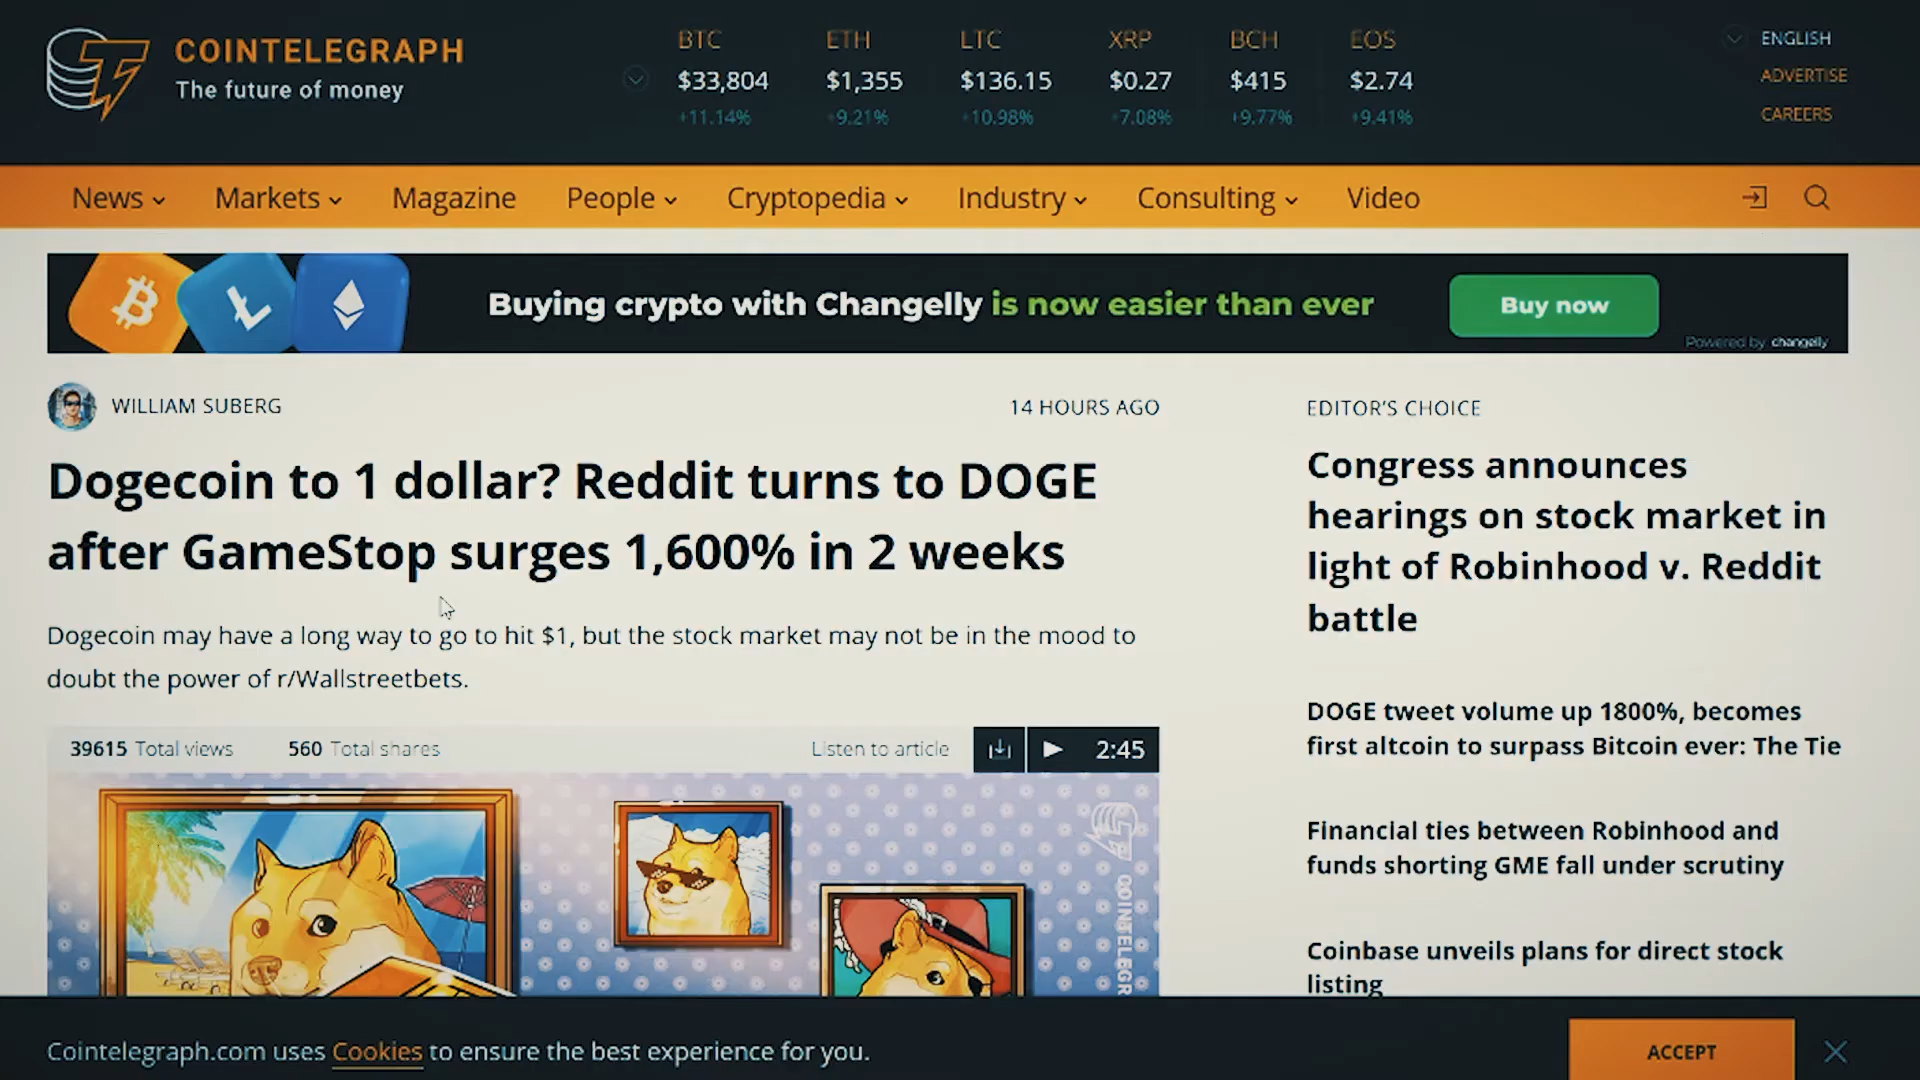 COINTELEGRAPH
The future of money
BTC ETH LTC XRP BCH EOS
$33,804 $1,355 $136.15 $0.27 $415 $2.74
+11.14% +9.21% +10.98% +7.08% +9.77% +9.41%
ENGLISH
ADVERTISE
CAREERS
News Markets Magazine People Cryptopedia Industry Consulting Video
Buying crypto with Changelly is now easier than ever
Buy now
Powered by changelly
WILLIAM SUBERG
14 HOURS AGO
Dogecoin to 1 dollar? Reddit turns to DOGE
after GameStop surges 1,600% in 2 weeks
Dogecoin may have a long way to go to hit $1, but the stock market may not be in the mood to
doubt the power of r/Wallstreetbets.
39615 Total views 560 Total shares Listen to article 2:45
COINTELEGR
EDITOR'S CHOICE
Congress announces
hearings on stock market in
light of Robinhood v. Reddit
battle
DOGE tweet volume up 1800%, becomes
first altcoin to surpass Bitcoin ever: The Tie
Financial ties between Robinhood and
funds shorting GME fall under scrutiny
Coinbase unveils plans for direct stock
listing
Cointelegraph.com uses Cookies to ensure the best experience for you.
ACCEPT